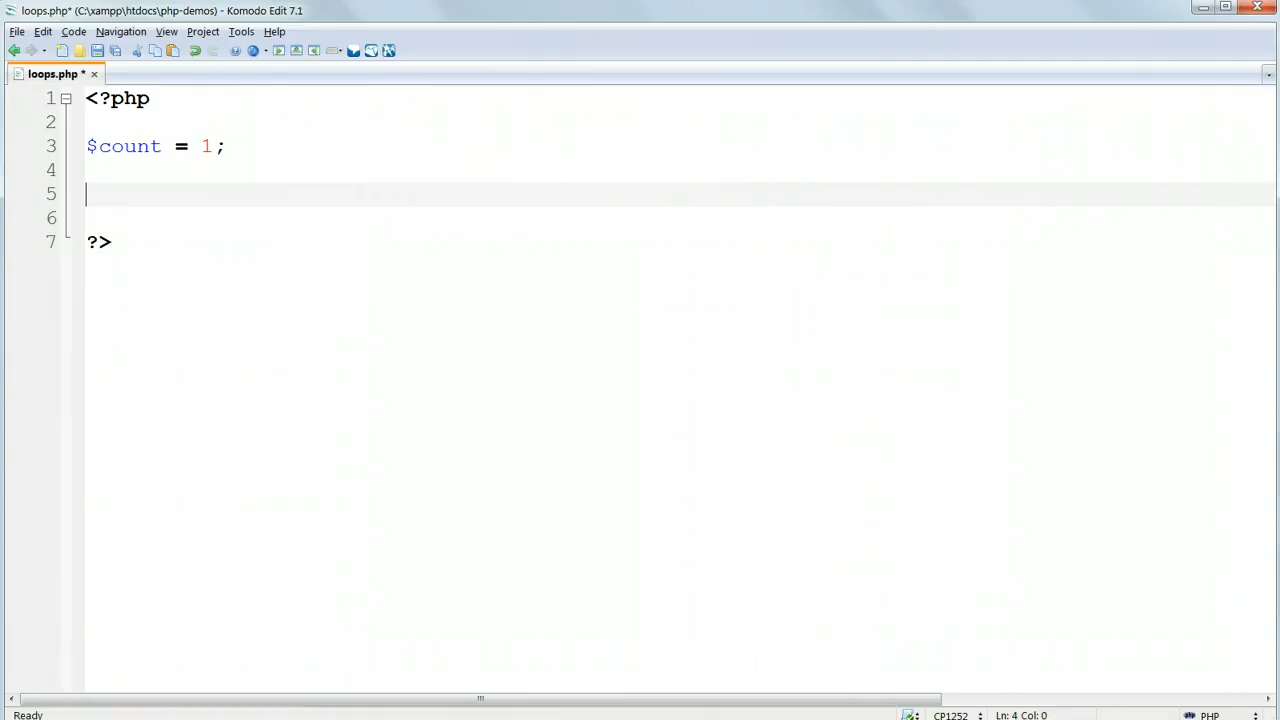 loops.php* (C:\xampp\htdocs\php-demos) - Komodo Edit 7.1
File Edit Code Navigation View Project Tools Help
loops.php *
1 <?php
2
3 $count = 1;
4
5
6
7 ?>
Ready CP1252 Ln: 4 Col: 0 PHP